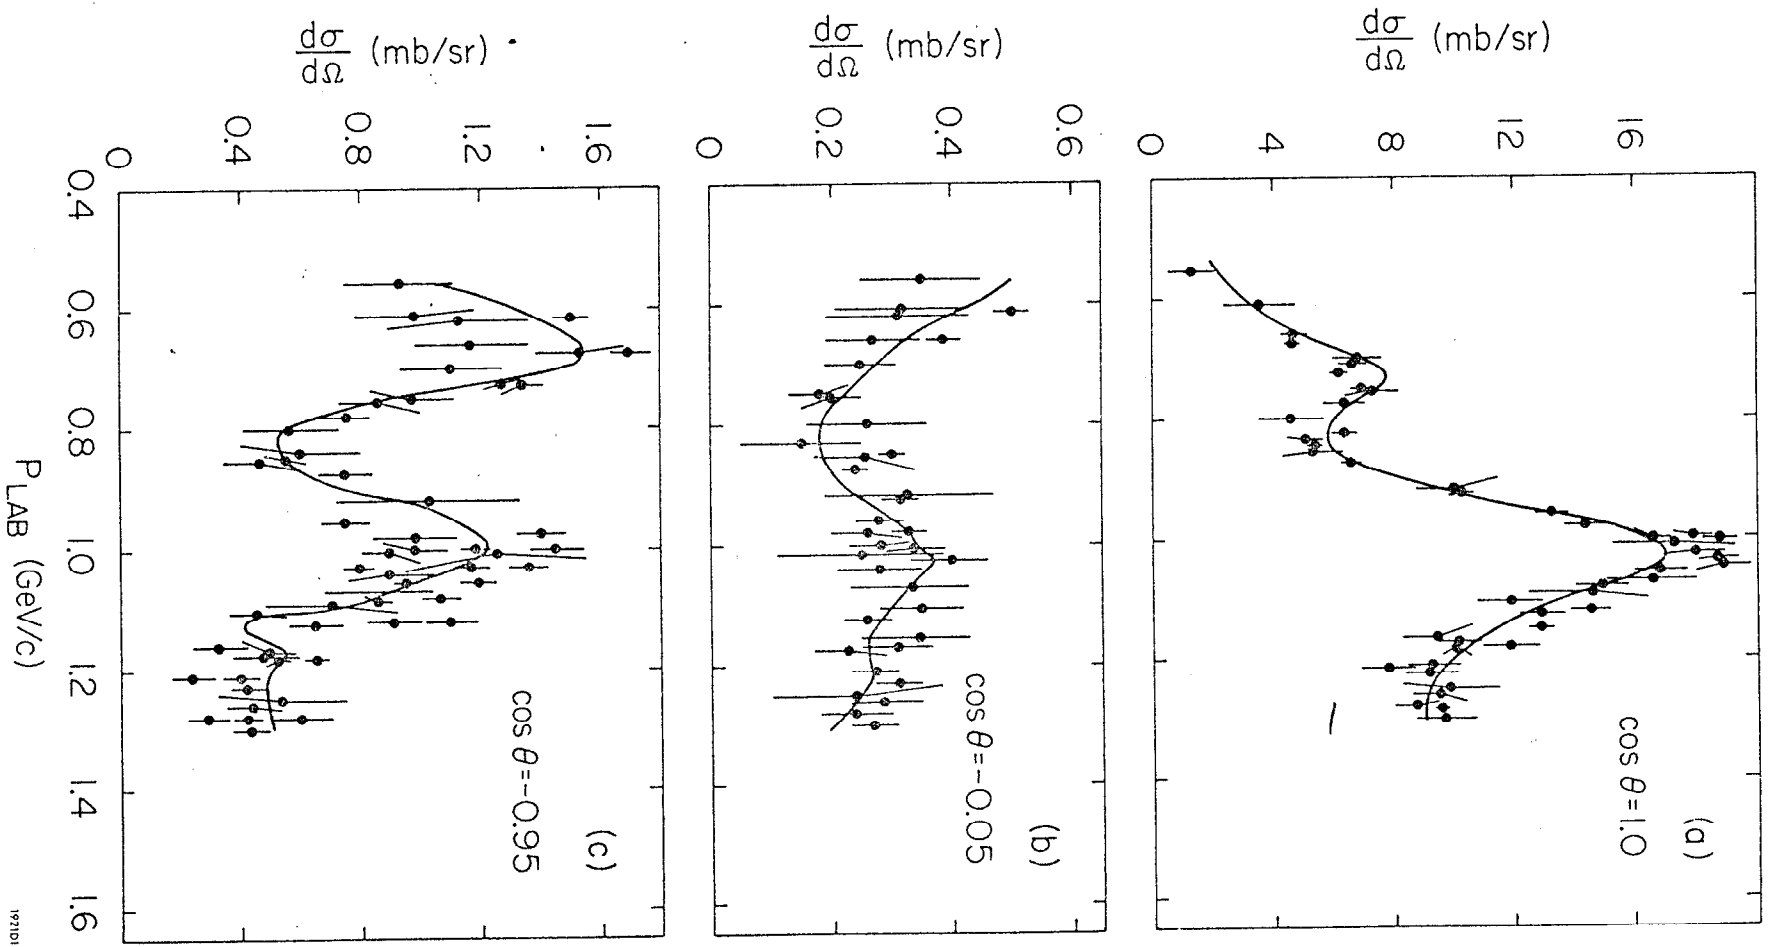 dσ
dΩ
(mb/sr)
16
12
8
4
0
(a)
cos θ = 1.0
dσ
dΩ
(mb/sr)
0.6
0.4
0.2
0
(b)
cos θ = -0.05
dσ
dΩ
(mb/sr)
1.6
1.2
0.8
0.4
0
(c)
cos θ = -0.95
0.4 0.6 0.8 1.0 1.2 1.4 1.6
PLAB (GeV/c)